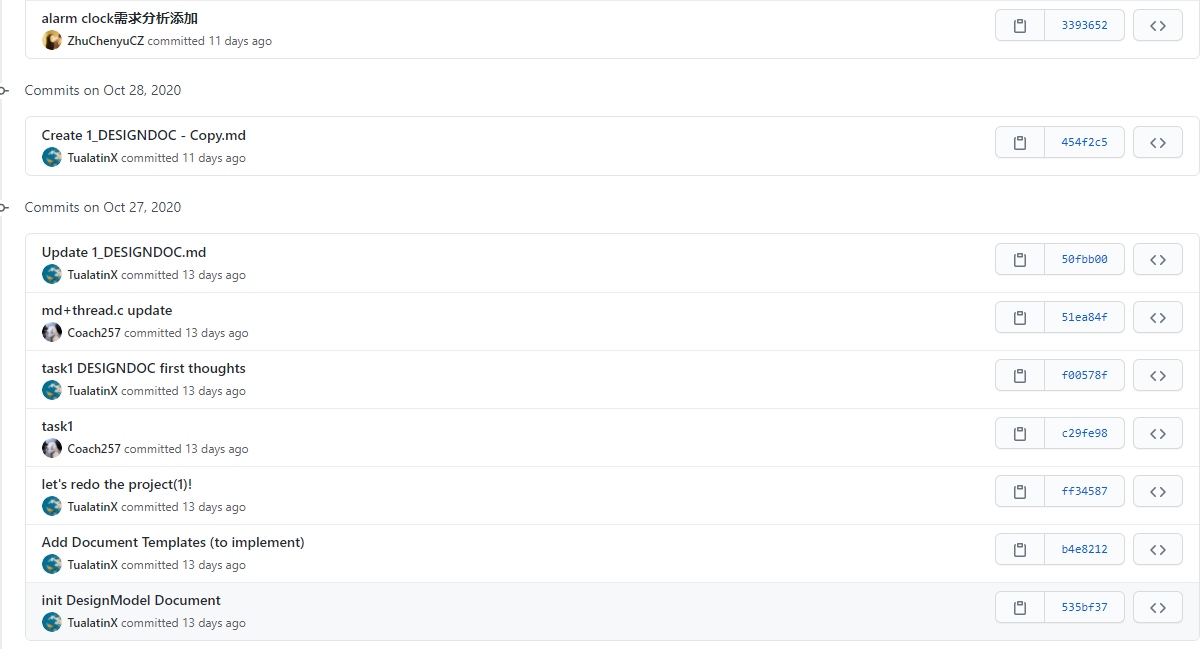 alarm clock需求分析添加
3393652
ZhuChenyuCZ committed 11 days ago
Commits on Oct 28, 2020
Create 1_DESIGNDOC - Copy.md
454f2c5
TualatinX committed 11 days ago
Commits on Oct 27, 2020
Update 1_DESIGNDOC.md
50fbb00
TualatinX committed 13 days ago
md+thread.c update
51ea84f
Coach257 committed 13 days ago
task1 DESIGNDOC first thoughts
f00578f
TualatinX committed 13 days ago
task1
c29fe98
Coach257 committed 13 days ago
let's redo the project(1)!
ff34587
TualatinX committed 13 days ago
Add Document Templates (to implement)
b4e8212
TualatinX committed 13 days ago
init DesignModel Document
535bf37
TualatinX committed 13 days ago